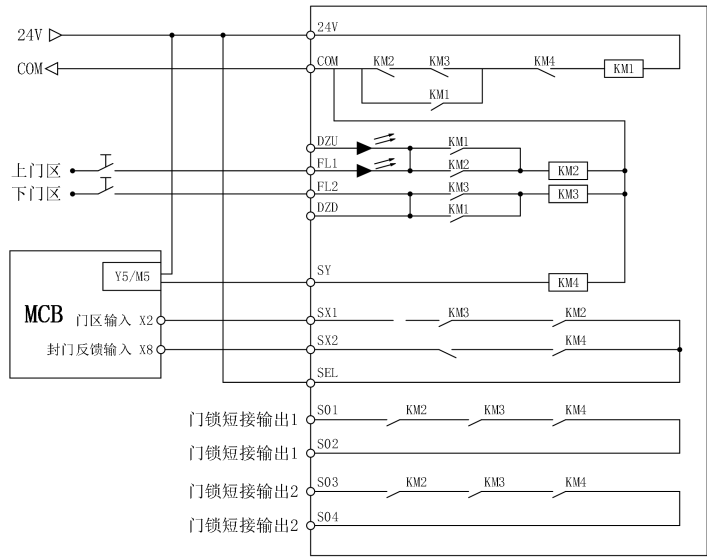 24V
24V
COM
COM
KM2
KM3
KM4
KM1
KM1
DZU
KM1
上门区
FL1
KM2
KM2
下门区
FL2
KM3
KM3
DZD
KM1
Y5/M5
SY
KM4
MCB
门区输入 X2
SX1
KM3
KM2
封门反馈输入 X8
SX2
KM4
SEL
门锁短接输出1
S01
KM2
KM3
KM4
门锁短接输出1
S02
门锁短接输出2
S03
KM2
KM3
KM4
门锁短接输出2
S04